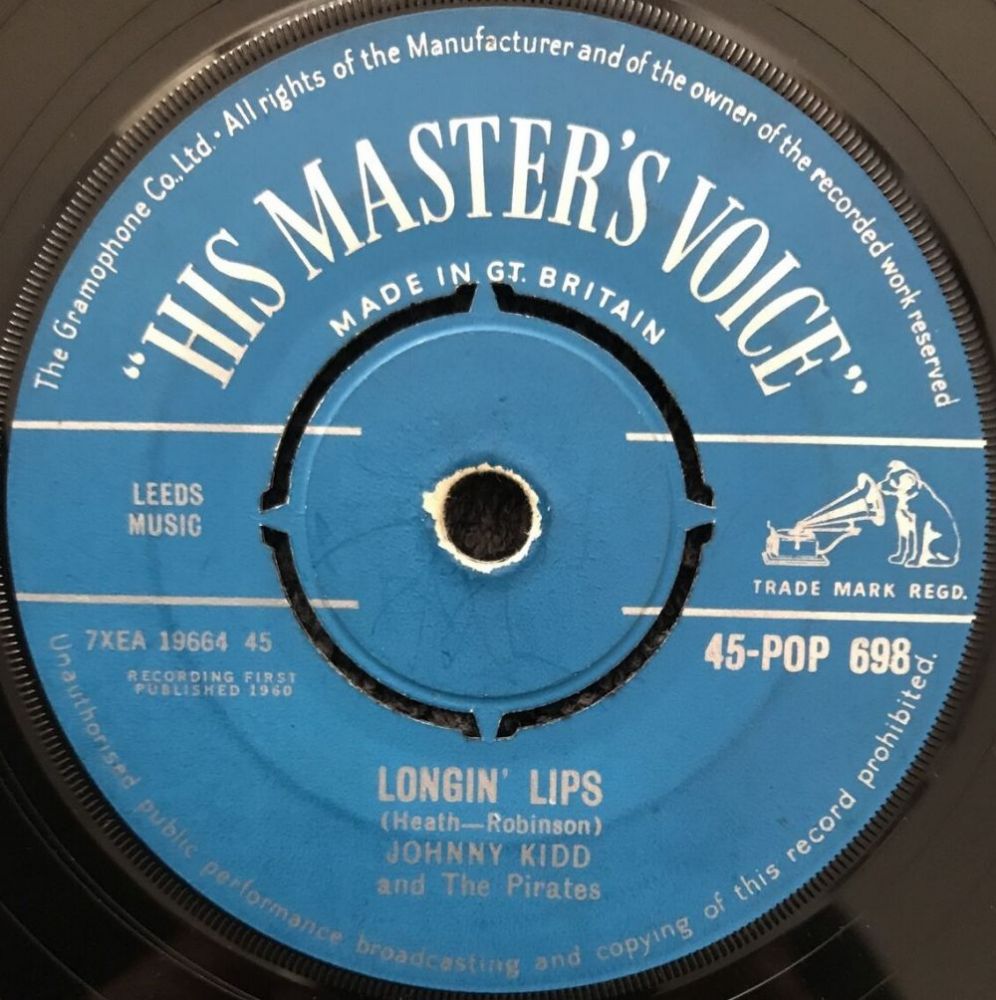 The Gramophone Co., Ltd. · All rights of the Manufacturer and of the owner of the recorded work reserved
"HIS MASTER'S VOICE"
MADE IN GT. BRITAIN
LEEDS
MUSIC
TRADE MARK REGD.
7XEA 19664 45
RECORDING FIRST
PUBLISHED 1960
45-POP 698
LONGIN' LIPS
(Heath—Robinson)
JOHNNY KIDD
and The Pirates
Unauthorised public performance broadcasting and copying of this record prohibited.